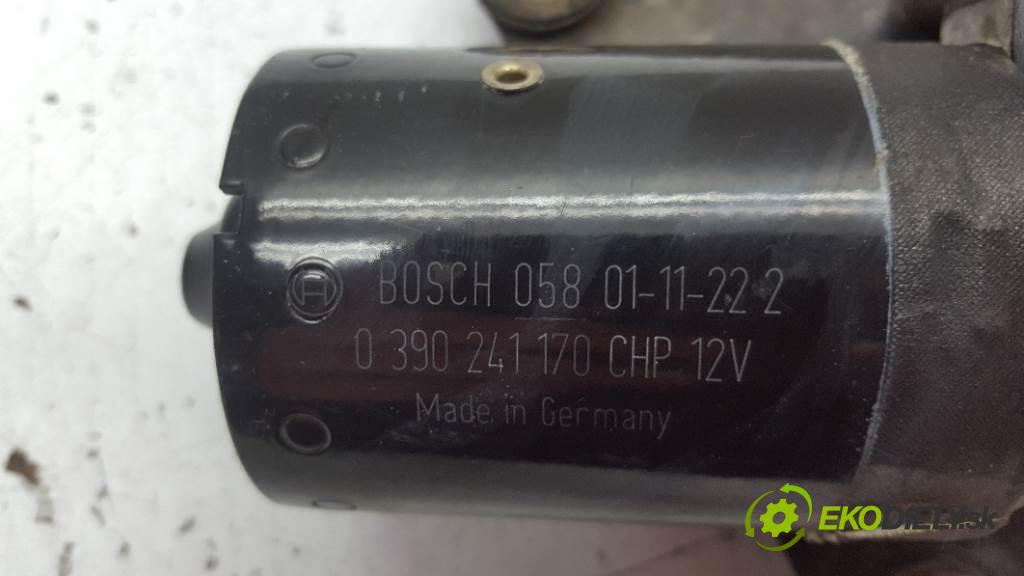 BOSCH 058 01-11-22 2
0 390 241 170 CHP 12V
Made in Germany
EKODIELY.sk